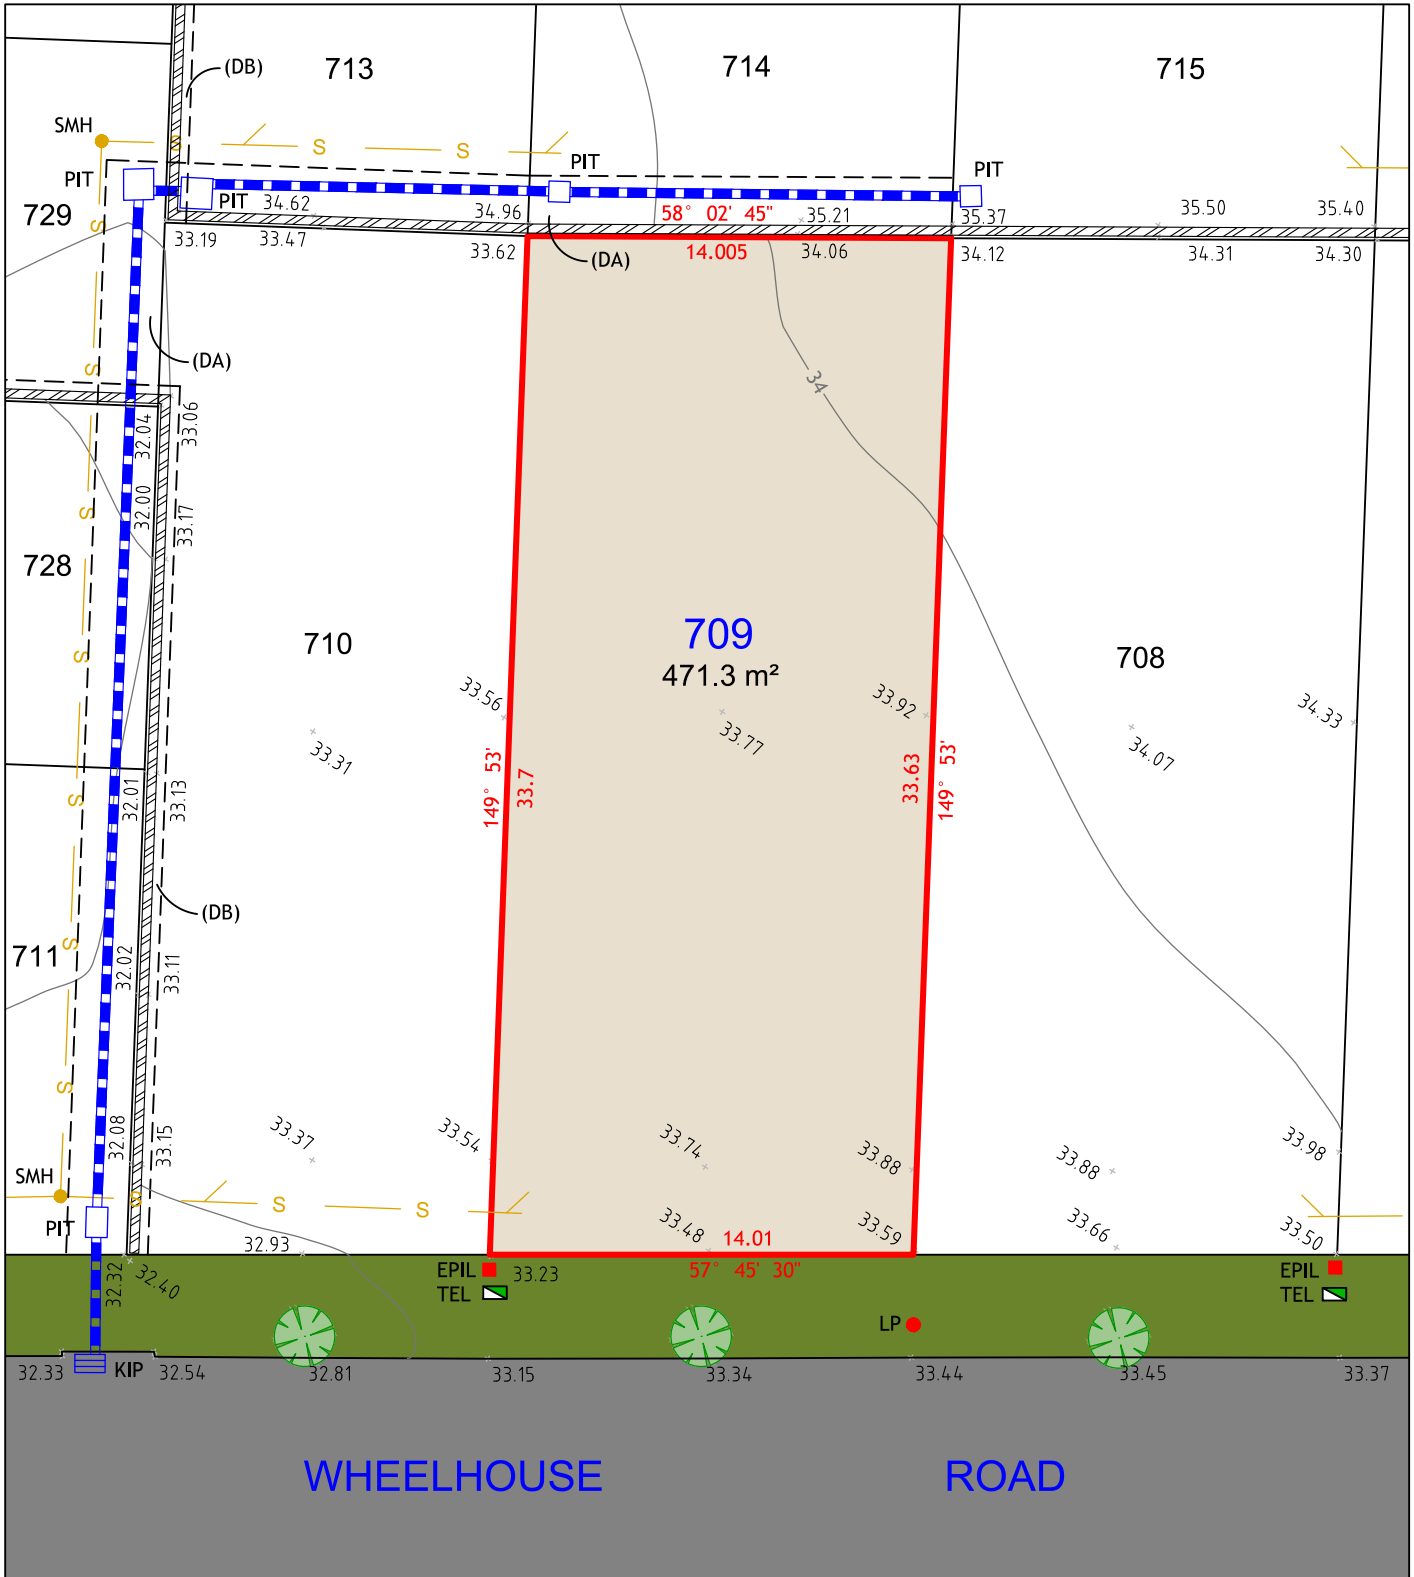 713
714
715
(DB)
SMH
S
S
S
PIT
PIT
PIT
PIT
729
S
34.62
34.96
58° 02' 45"
35.21
35.37
35.50
35.40
33.19
33.47
33.62
(DA)
14.005
34.06
34.12
34.31
34.30
(DA)
S
34
32.04
33.06
32.00
33.17
S
728
710
709
471.3 m²
708
S
33.56
33.92
34.33
33.31
33.77
34.07
149° 53'
33.7
33.63
149° 53'
S
32.01
33.13
(DB)
711
S
32.02
33.11
S
32.08
33.15
33.37
33.54
33.74
33.88
33.88
33.98
SMH
S
S
S
PIT
32.93
33.48
14.01
33.59
33.66
33.50
32.32
32.40
EPIL
33.23
57° 45' 30"
EPIL
TEL
TEL
LP
32.33
KIP
32.54
32.81
33.15
33.34
33.44
33.45
33.37
WHEELHOUSE ROAD